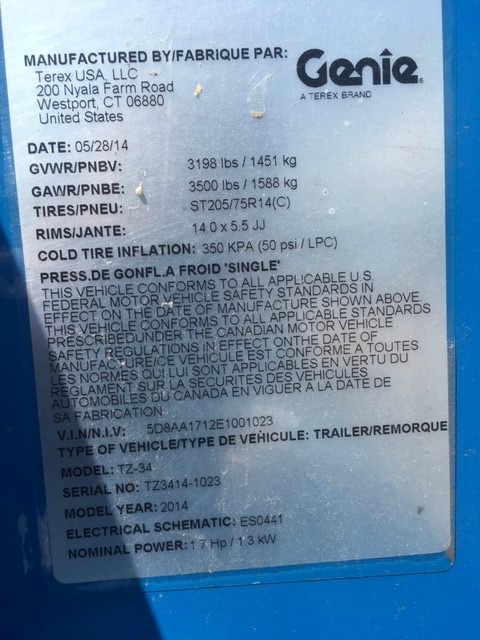 MANUFACTURED BY/FABRIQUE PAR:
Terex USA, LLC
200 Nyala Farm Road
Westport, CT 06880
United States
Genie
A TEREX BRAND
DATE: 05/28/14
GVWR/PNBV: 3198 lbs / 1451 kg
GAWR/PNBE: 3500 lbs / 1588 kg
TIRES/PNEU: ST205/75R14(C)
RIMS/JANTE: 14.0 x 5.5 JJ
COLD TIRE INFLATION: 350 KPA (50 psi / LPC)
PRESS.DE GONFL.A FROID 'SINGLE'
THIS VEHICLE CONFORMS TO ALL APPLICABLE U.S.
FEDERAL MOTOR VEHICLE SAFETY STANDARDS IN
EFFECT ON THE DATE OF MANUFACTURE SHOWN ABOVE.
THIS VEHICLE CONFORMS TO ALL APPLICABLE STANDARDS
PRESCRIBEDUNDER THE CANADIAN MOTOR VEHICLE
SAFETY REGULATIONS IN EFFECT ONTHE DATE OF
MANUFACTURE/CE VEHICULE EST CONFORME A TOUTES
LES NORMES QUI LUI SONT APPLICABLES EN VERTU DU
REGLAMENT SUR LA SECURITES DES VEHICULES
AUTOMOBILES DU CANADA EN VIGUER A LA DATE DE
SA FABRICATION
V.I.N/N.I.V: 5D8AA1712E1001023
TYPE OF VEHICLE/TYPE DE VEHICULE: TRAILER/REMORQUE
MODEL: TZ-34
SERIAL NO: TZ3414-1023
MODEL YEAR: 2014
ELECTRICAL SCHEMATIC: ES0441
NOMINAL POWER: 1.7 Hp / 1.3 kW